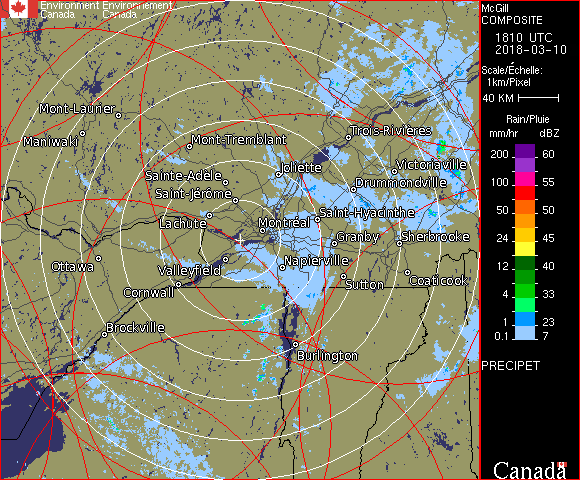 Environment Environnement
Canada Canada
McGill
COMPOSITE
1810 UTC
2018-03-10
Scale/Échelle:
1km/Pixel
40 KM
Rain/Pluie
mm/hr dBZ
200 60
100 55
50 50
24 45
12 40
4 33
1 23
0.1 7
PRECIPET
Canada
Mont-Laurier
Maniwaki
Mont-Tremblant
Trois-Rivières
Sainte-Adèle
Joliette
Victoriaville
Saint-Jérôme
Drummondville
Lachute
Saint-Hyacinthe
Montréal
Granby
Sherbrooke
Ottawa
Valleyfield
Napierville
Cornwall
Sutton
Coaticook
Brockville
Burlington